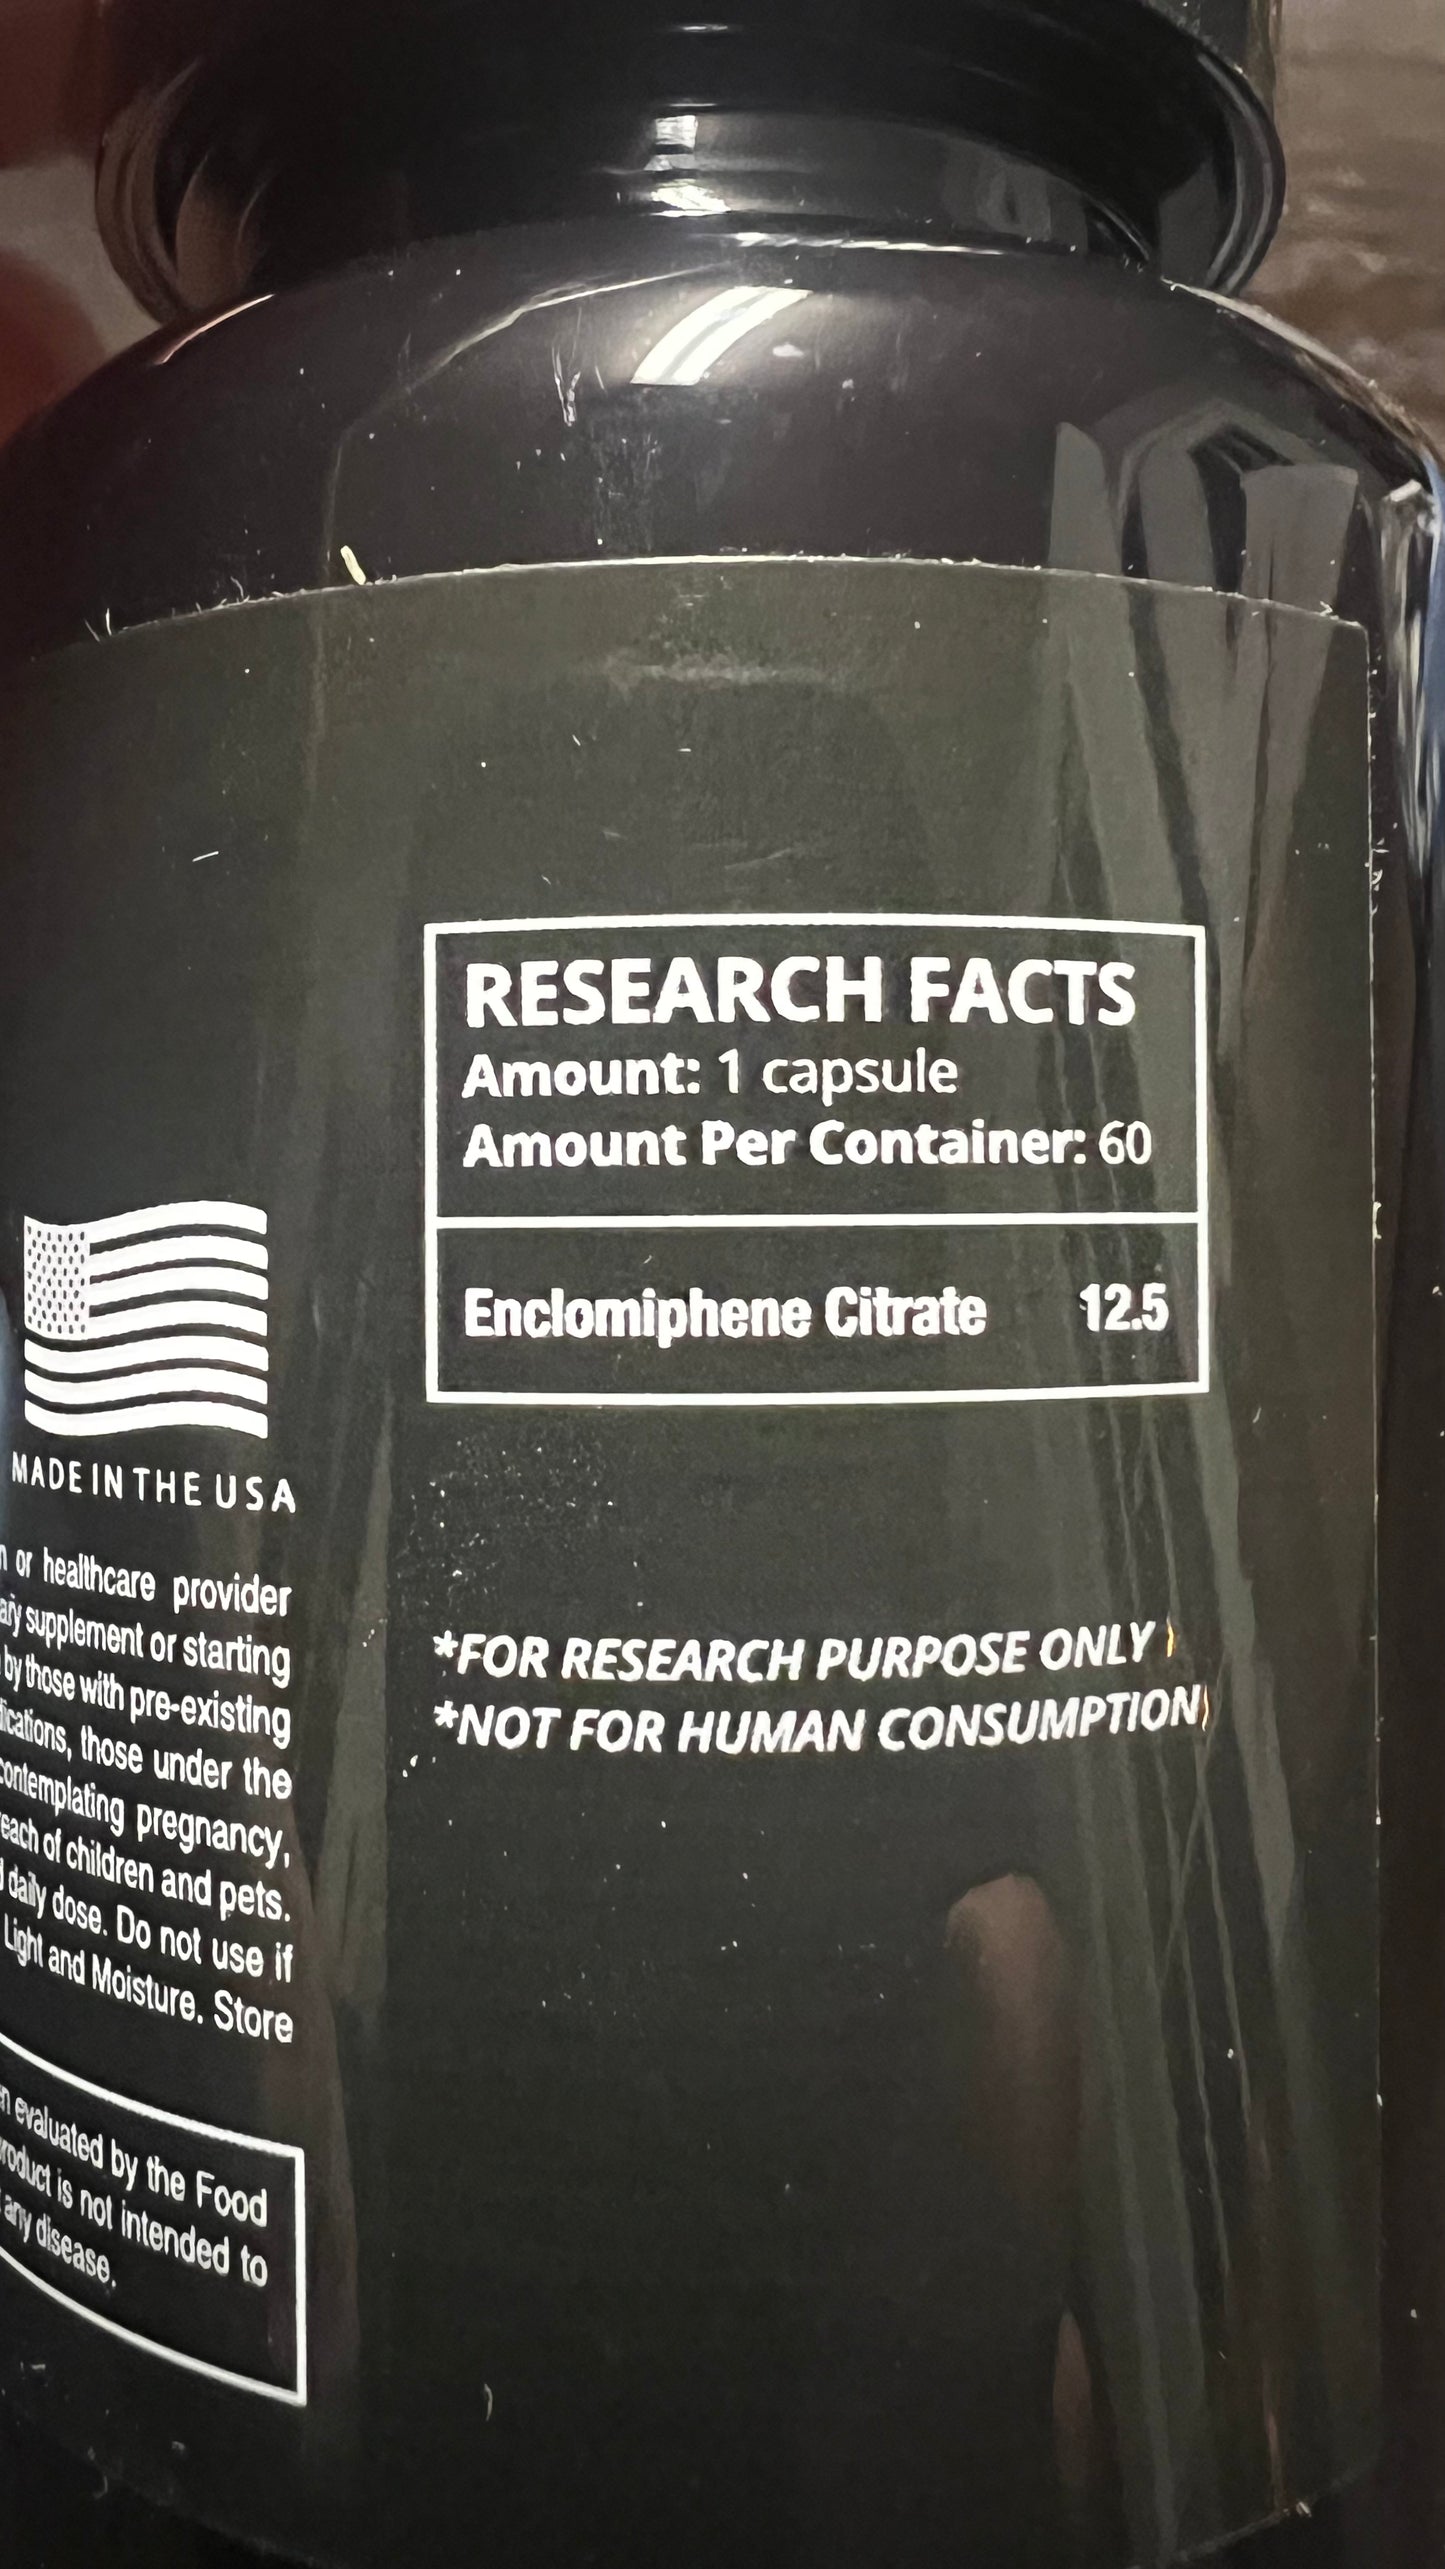 RESEARCH FACTS
Amount: 1 capsule
Amount Per Container: 60
Enclomiphene Citrate 12.5
*FOR RESEARCH PURPOSE ONLY
*NOT FOR HUMAN CONSUMPTION
MADE IN THE USA
or healthcare provider
supplement or starting
by those with pre-existing
those under the
contemplating pregnancy,
of children and pets.
daily dose. Do not use if
Light and Moisture. Store
evaluated by the Food
product is not intended to
any disease.